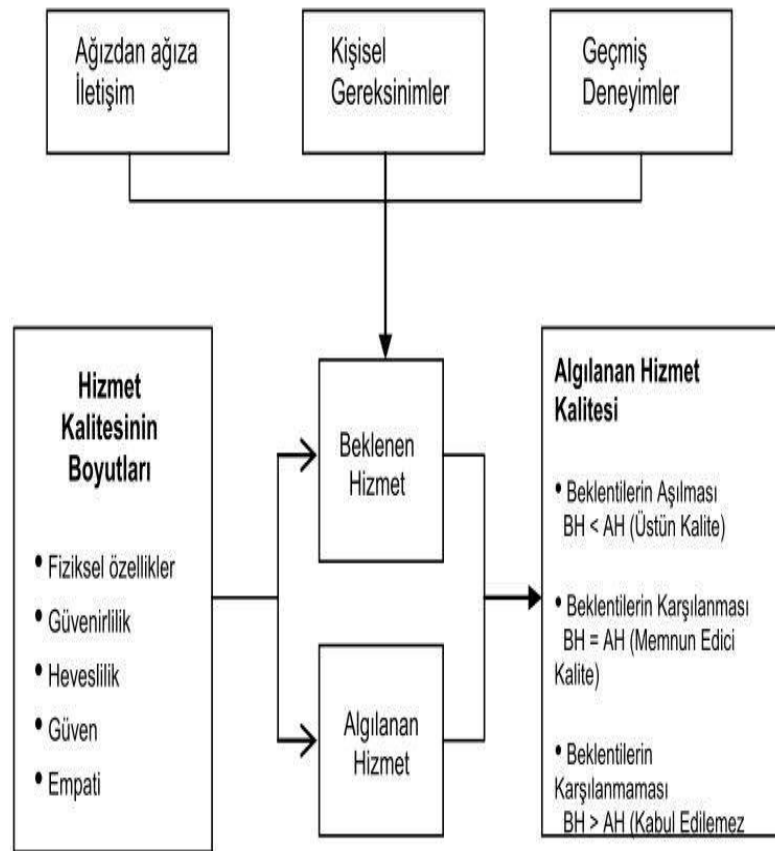 Ağızdan ağıza
İletişim
Kişisel
Gereksinimler
Geçmiş
Deneyimler
Hizmet
Kalitesinin
Boyutları
• Fiziksel özellikler
• Güvenirlilik
• Heveslilik
• Güven
• Empati
Beklenen
Hizmet
Algılanan
Hizmet
Algılanan Hizmet
Kalitesi
• Beklentilerin Aşılması
BH < AH (Üstün Kalite)
• Beklentilerin Karşılanması
BH = AH (Memnun Edici
Kalite)
• Beklentilerin
Karşılanmaması
BH > AH (Kabul Edilemez